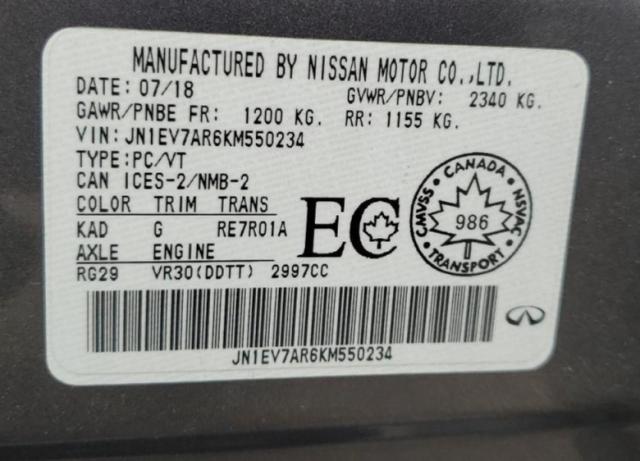 MANUFACTURED BY NISSAN MOTOR CO.,LTD.
DATE: 07/18 GVWR/PNBV: 2340 KG.
GAWR/PNBE FR: 1200 KG. RR: 1155 KG.
VIN: JN1EV7AR6KM550234
TYPE:PC/VT
CAN ICES-2/NMB-2
COLOR TRIM TRANS
KAD G RE7R01A
AXLE ENGINE
RG29 VR30(DDTT) 2997CC
EC
CANADA
CMVSS 986 NSVAC
TRANSPORT
JN1EV7AR6KM550234